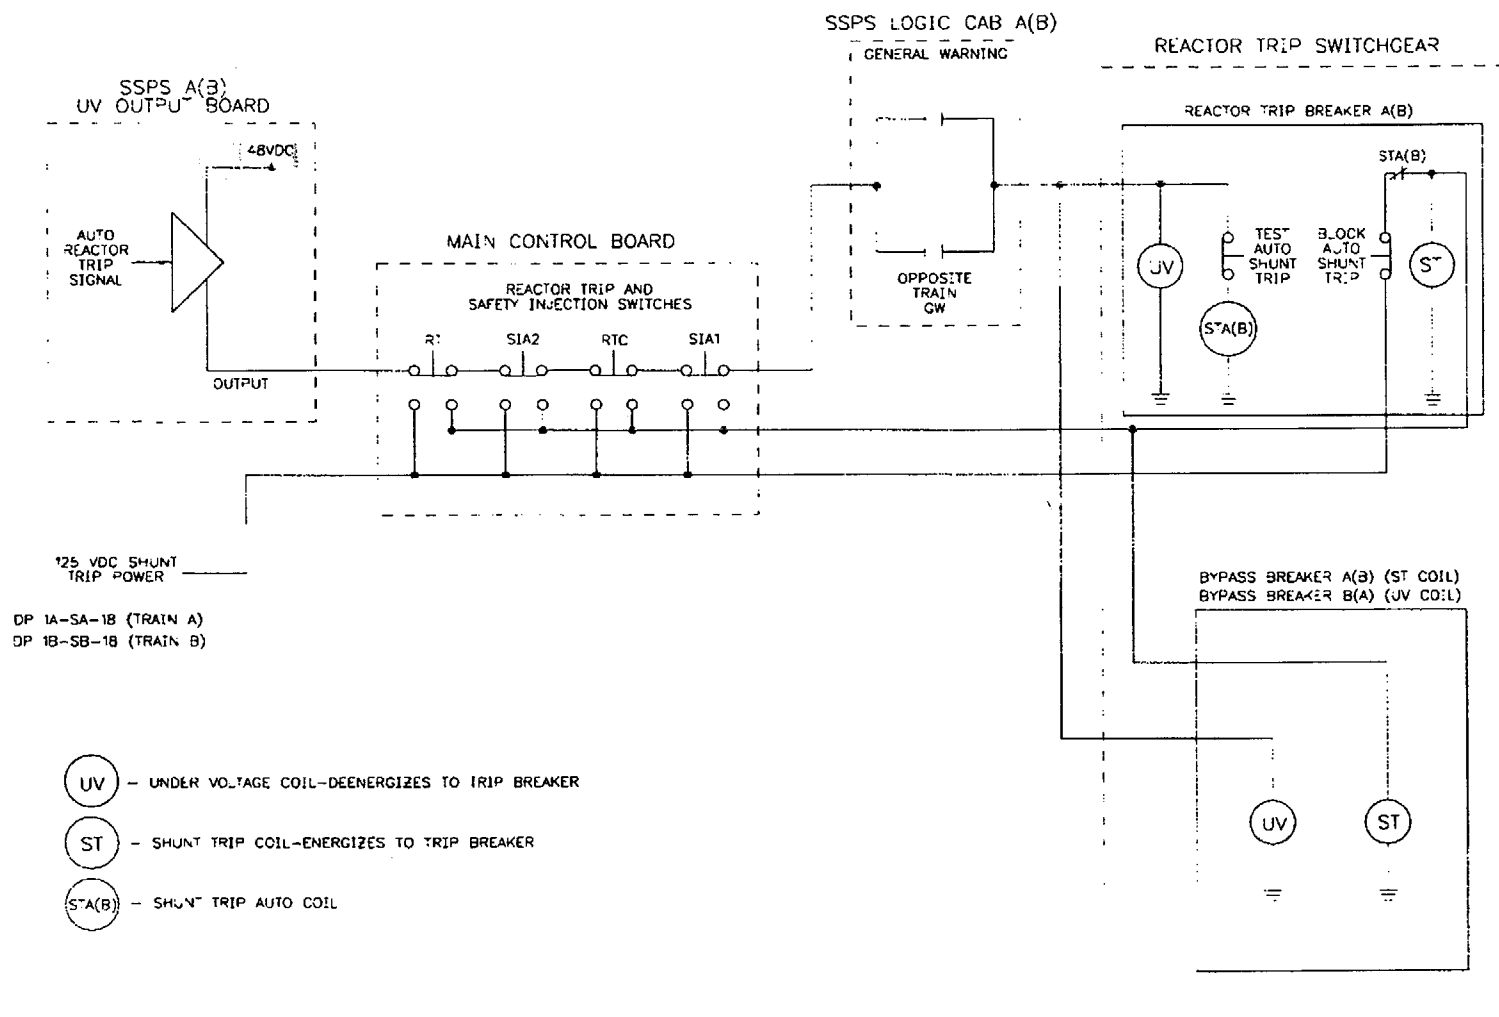 SSPS LOGIC CAB A(B)
GENERAL WARNING
REACTOR TRIP SWITCHGEAR
SSPS A(B)
UV OUTPUT BOARD
48VDC
REACTOR TRIP BREAKER A(B)
STA(B)
AUTO
REACTOR
TRIP
SIGNAL
MAIN CONTROL BOARD
REACTOR TRIP AND
SAFETY INJECTION SWITCHES
RT
SIA2
RTC
SIA1
OUTPUT
OPPOSITE
TRAIN
GW
UV
TEST
AUTO
SHUNT
TRIP
BLOCK
AUTO
SHUNT
TRIP
ST
STA(B)
125 VDC SHUNT
TRIP POWER
DP 1A-SA-18 (TRAIN A)
DP 1B-SB-18 (TRAIN B)
BYPASS BREAKER A(B) (ST COIL)
BYPASS BREAKER B(A) (UV COIL)
UV
ST
UV - UNDER VOLTAGE COIL-DEENERGIZES TO TRIP BREAKER
ST - SHUNT TRIP COIL-ENERGIZES TO TRIP BREAKER
STA(B) - SHUNT TRIP AUTO COIL